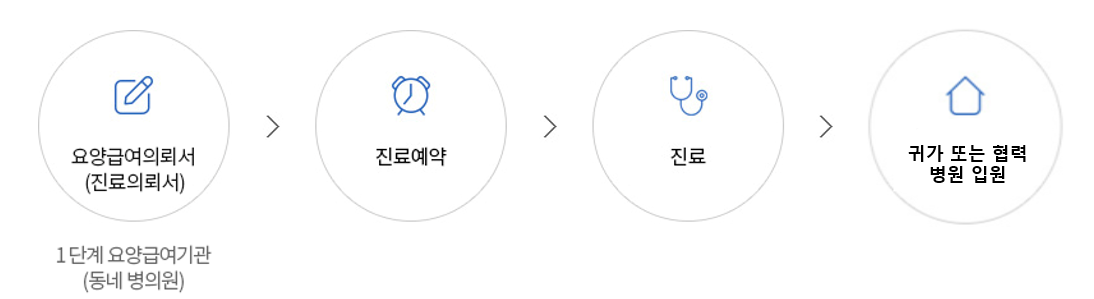 요양급여의뢰서
(진료의뢰서)
진료예약
진료
귀가 또는 협력
병원 입원
1단계 요양급여기관
(동네 병의원)